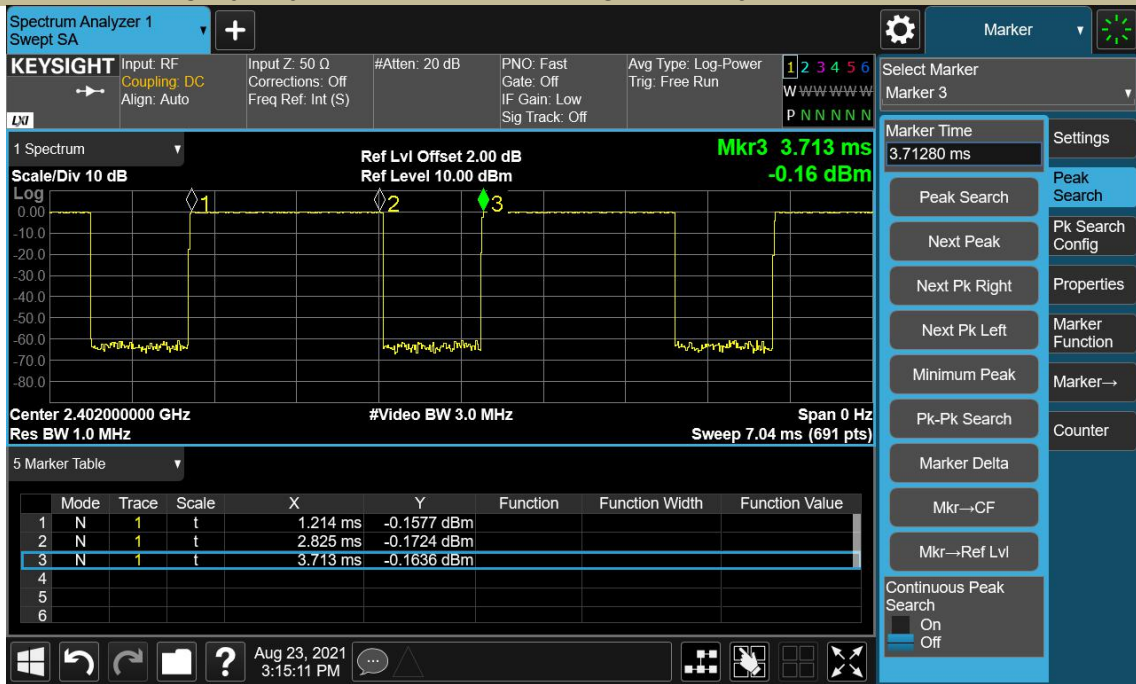 Spectrum Analyzer 1
Swept SA
+
Marker
KEYSIGHT
LXI
Input: RF
Coupling: DC
Align: Auto
Input Z: 50 Ω
Corrections: Off
Freq Ref: Int (S)
#Atten: 20 dB
PNO: Fast
Gate: Off
IF Gain: Low
Sig Track: Off
Avg Type: Log-Power
Trig: Free Run
1 2 3 4 5 6
W W W W W W
P N N N N N
Select Marker
Marker 3
1 Spectrum
Scale/Div 10 dB
Ref Lvl Offset 2.00 dB
Ref Level 10.00 dBm
Mkr3 3.713 ms
-0.16 dBm
Log
0.00
-10.0
-20.0
-30.0
-40.0
-50.0
-60.0
-70.0
-80.0
1
2
3
Center 2.402000000 GHz
Res BW 1.0 MHz
#Video BW 3.0 MHz
Span 0 Hz
Sweep 7.04 ms (691 pts)
5 Marker Table
Mode Trace Scale X Y Function Function Width Function Value
1 N 1 t 1.214 ms -0.1577 dBm
2 N 1 t 2.825 ms -0.1724 dBm
3 N 1 t 3.713 ms -0.1636 dBm
4
5
6
Marker Time
3.71280 ms
Peak Search
Next Peak
Next Pk Right
Next Pk Left
Minimum Peak
Pk-Pk Search
Marker Delta
Mkr→CF
Mkr→Ref Lvl
Continuous Peak
Search
On
Off
Settings
Peak
Search
Pk Search
Config
Properties
Marker
Function
Marker→
Counter
?
Aug 23, 2021
3:15:11 PM